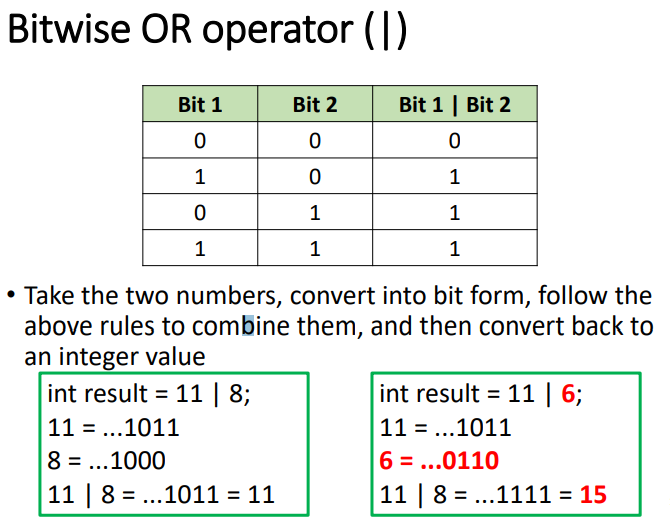 Bitwise OR operator (|)
Bit 1 Bit 2 Bit 1 | Bit 2
0 0 0
1 0 1
0 1 1
1 1 1
• Take the two numbers, convert into bit form, follow the
above rules to combine them, and then convert back to
an integer value
int result = 11 | 8;
11 = ...1011
8 = ...1000
11 | 8 = ...1011 = 11
int result = 11 | 6;
11 = ...1011
6 = ...0110
11 | 8 = ...1111 = 15